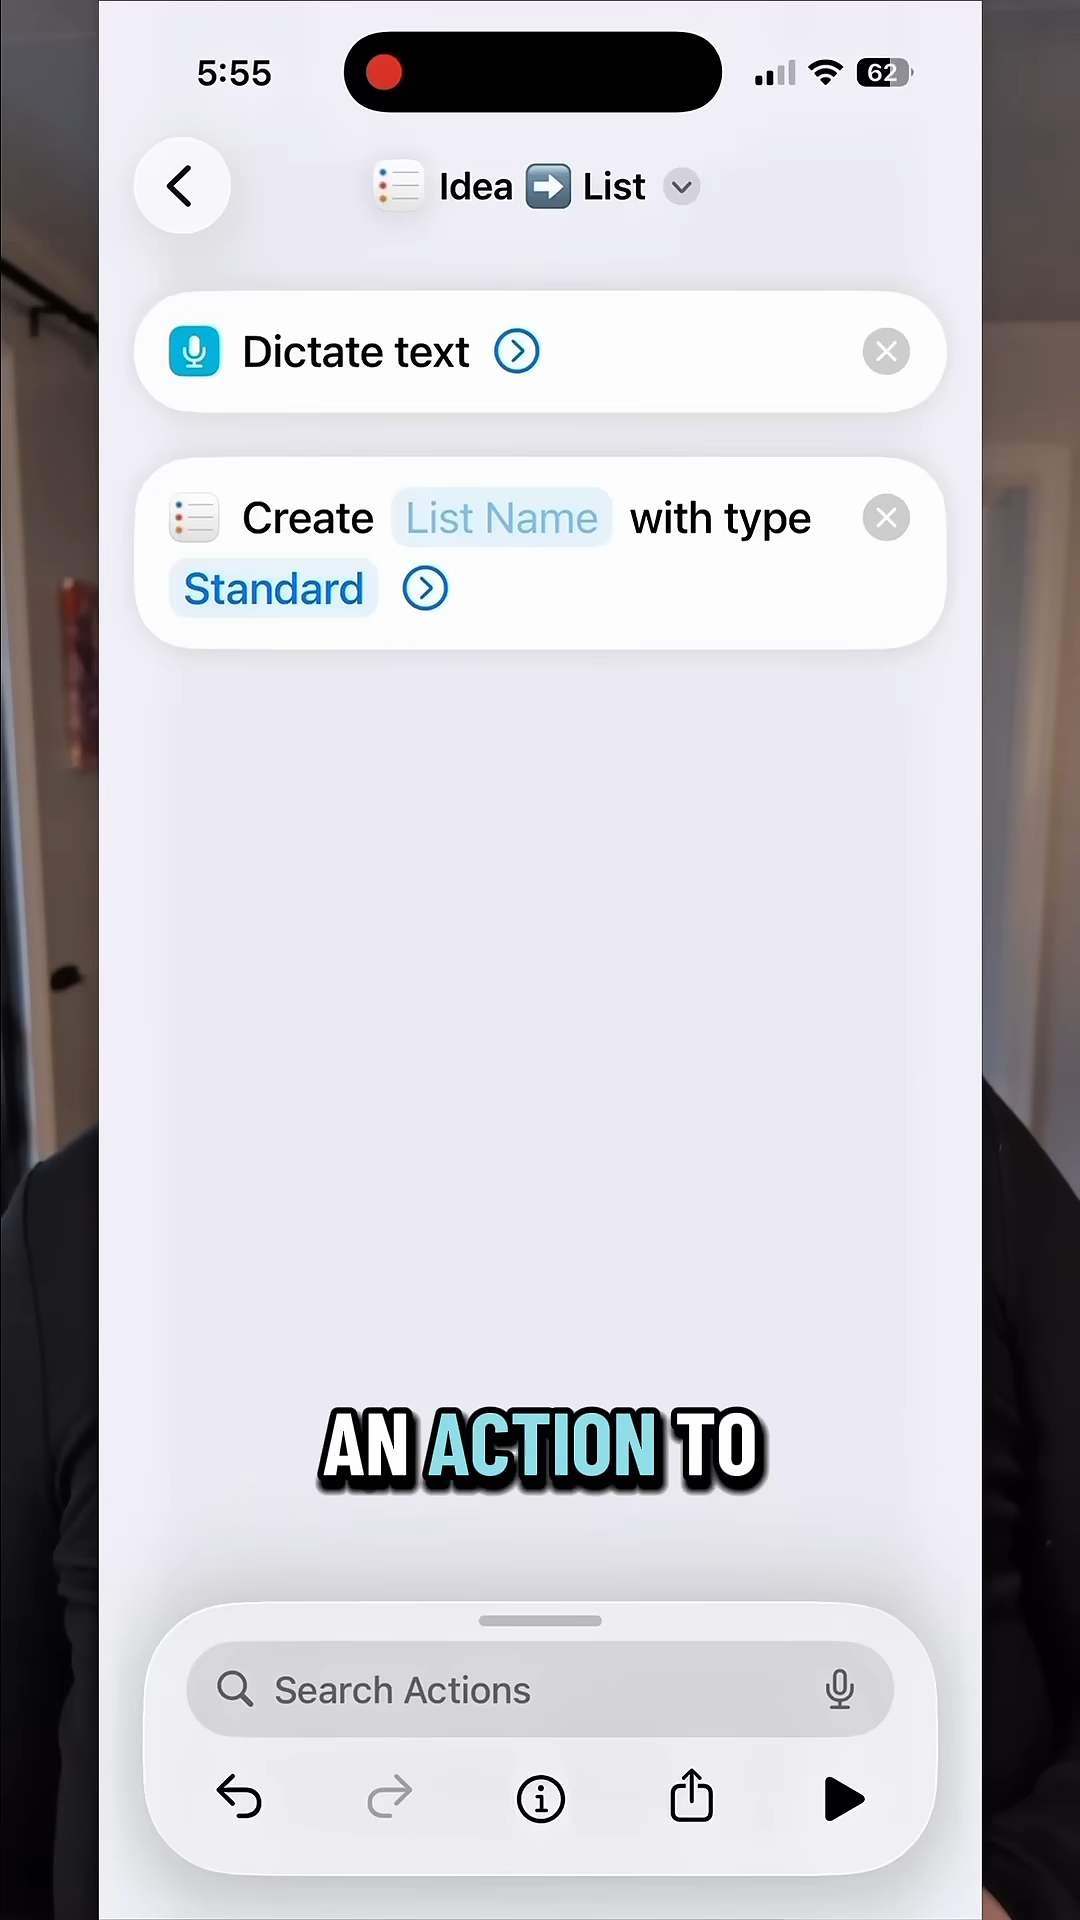 5:55
62
Idea ➡️ List
Dictate text
Create List Name with type
Standard
AN ACTION TO
Search Actions